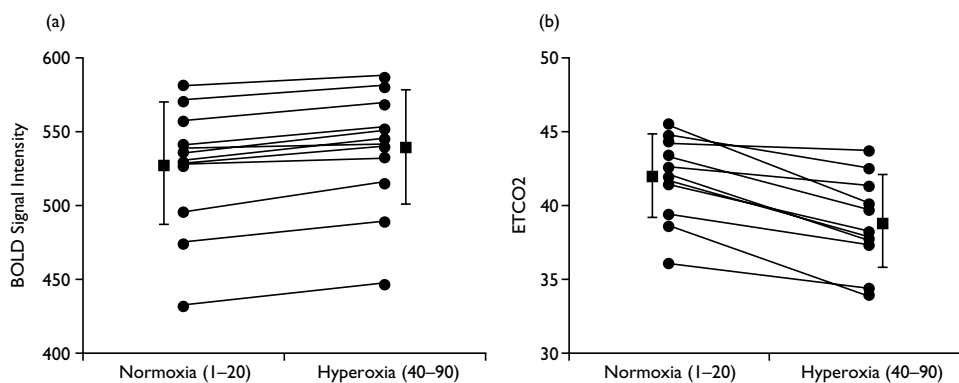 (a)
600
550
500
450
400
BOLD Signal Intensity
Normoxia (1–20)
Hyperoxia (40–90)
(b)
50
45
40
35
30
ETCO2
Normoxia (1–20)
Hyperoxia (40–90)